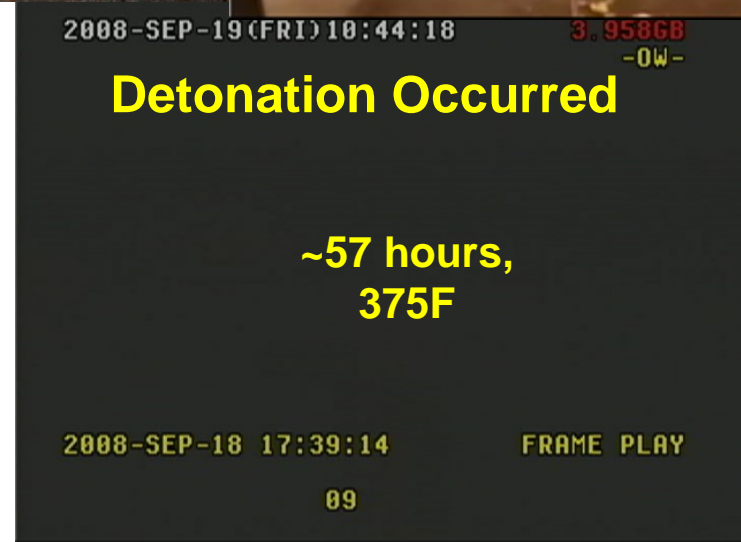 2008-SEP-19(FRI)10:44:18 3.958GB
-OW-
Detonation Occurred
~57 hours,
375F
2008-SEP-18 17:39:14 FRAME PLAY
09